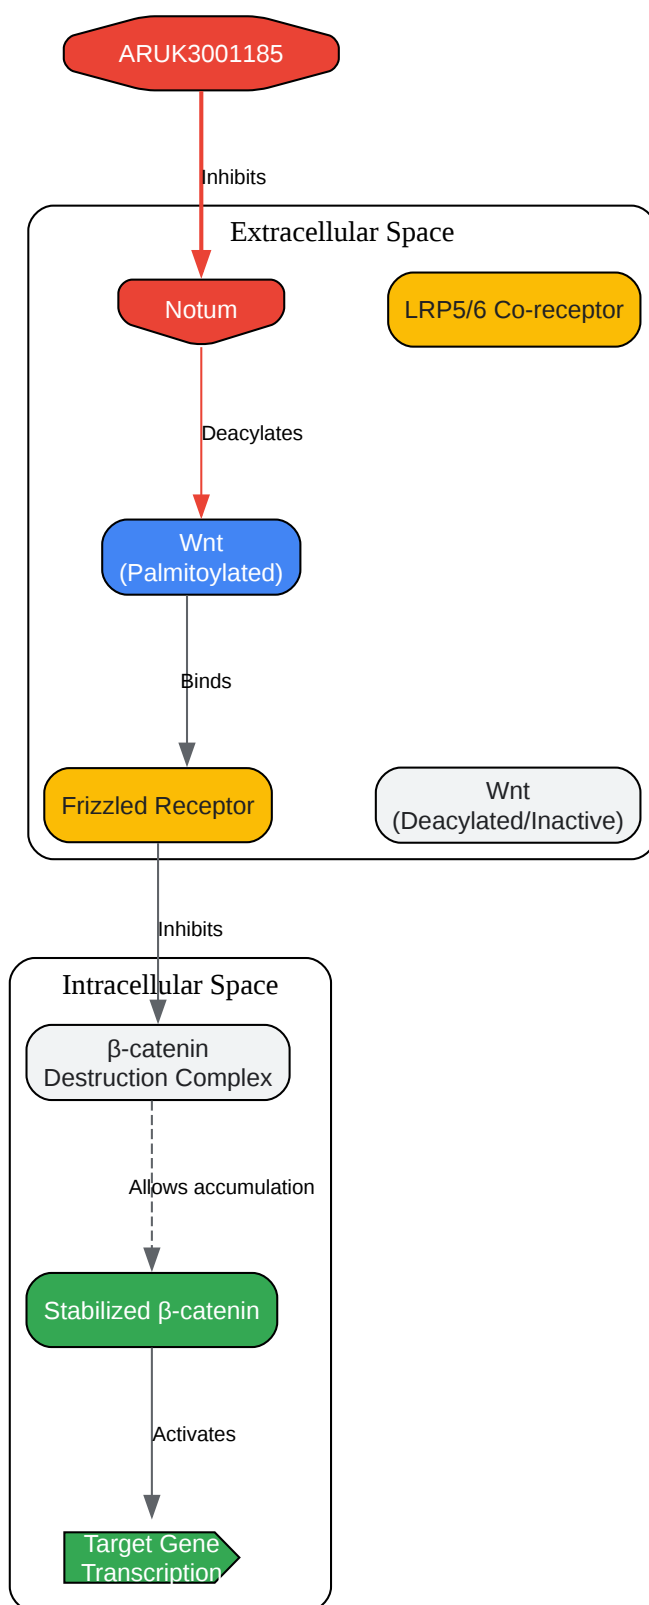 ARUK3001185
Inhibits
Extracellular Space
Notum
LRP5/6 Co-receptor
Deacylates
Wnt
(Palmitoylated)
Binds
Frizzled Receptor
Wnt
(Deacylated/Inactive)
Inhibits
Intracellular Space
β-catenin
Destruction Complex
Allows accumulation
Stabilized β-catenin
Activates
Target Gene
Transcription